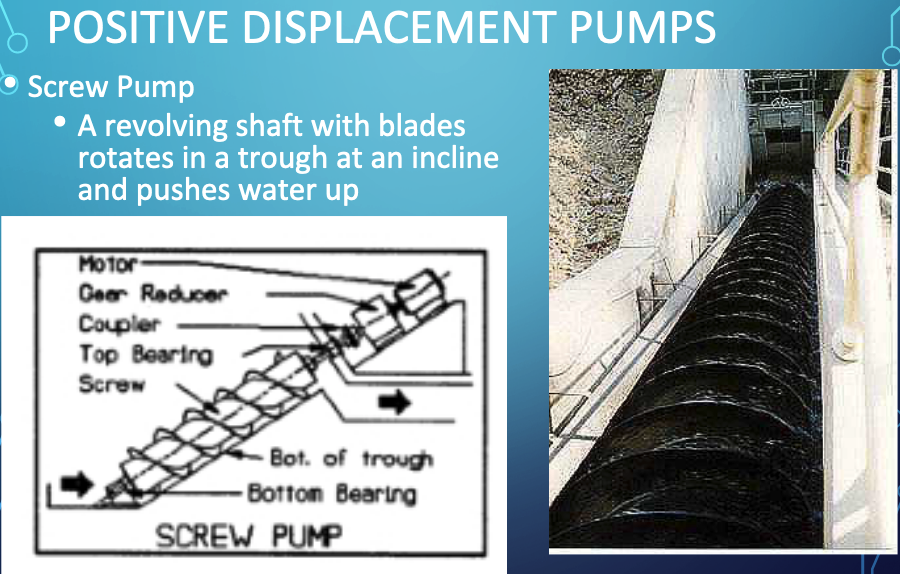 POSITIVE DISPLACEMENT PUMPS
Screw Pump
A revolving shaft with blades
rotates in a trough at an incline
and pushes water up
Motor
Gear Reducer
Coupler
Top Bearing
Screw
Bot. of trough
Bottom Bearing
SCREW PUMP